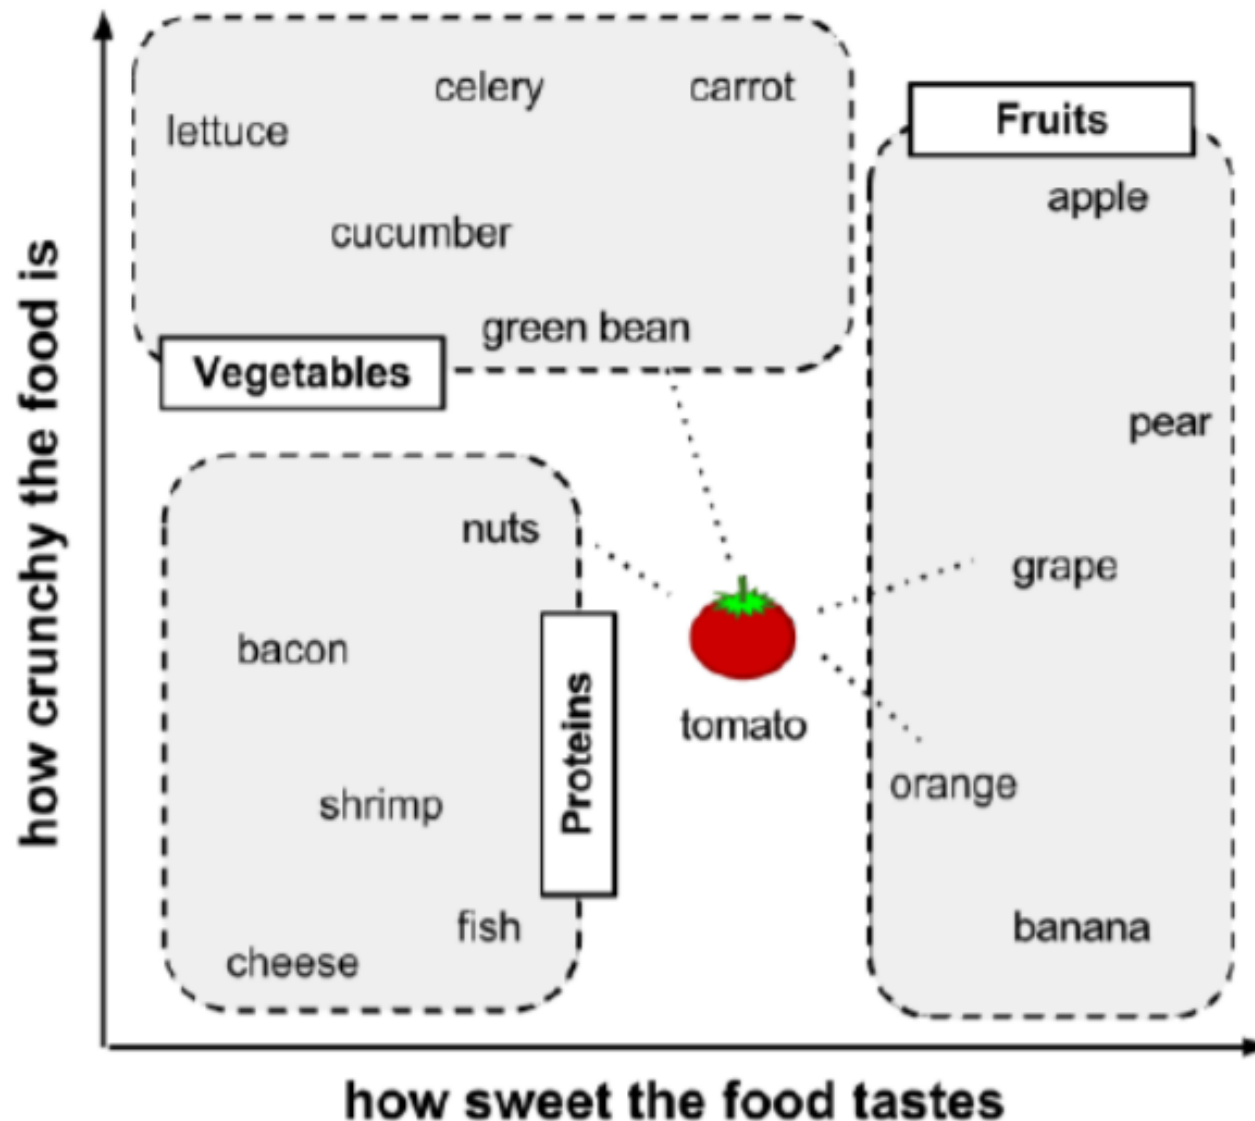 celery
carrot
Fruits
lettuce
apple
cucumber
green bean
Vegetables
pear
nuts
grape
bacon
Proteins
tomato
orange
shrimp
fish
banana
cheese
how crunchy the food is
how sweet the food tastes